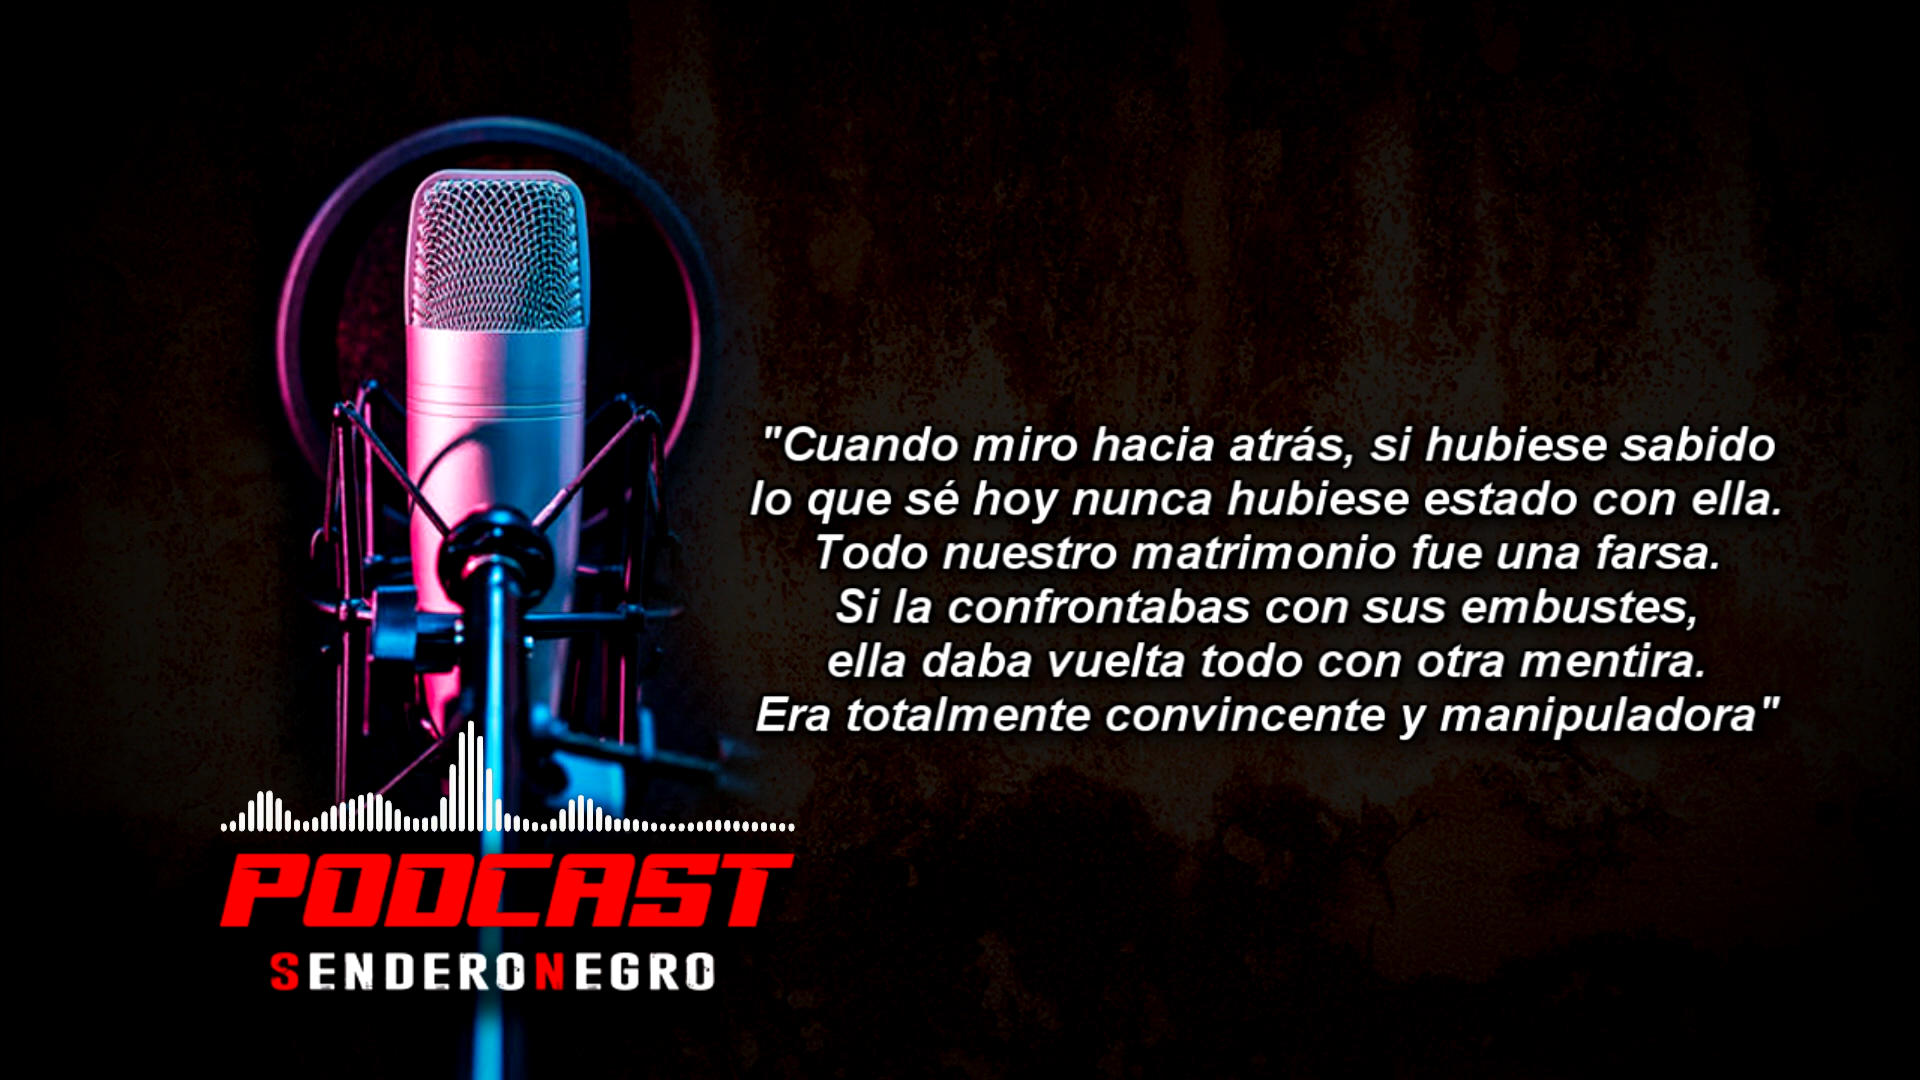 "Cuando miro hacia atrás, si hubiese sabido
lo que sé hoy nunca hubiese estado con ella.
Todo nuestro matrimonio fue una farsa.
Si la confrontabas con sus embustes,
ella daba vuelta todo con otra mentira.
Era totalmente convincente y manipuladora"
PODCAST
SENDERONEGRO